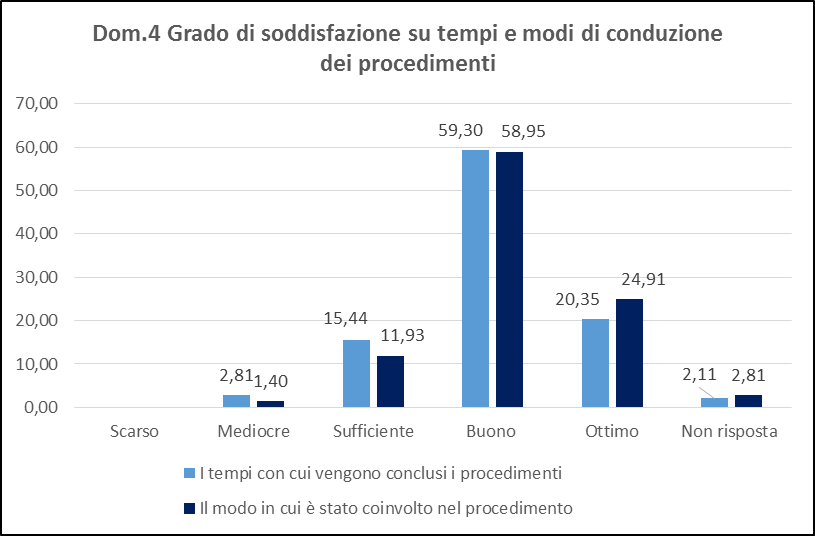 Dom.4 Grado di soddisfazione su tempi e modi di conduzione
dei procedimenti
70,00
60,00
50,00
40,00
30,00
20,00
10,00
0,00
2,81
1,40
15,44
11,93
59,30
58,95
20,35
24,91
2,11
2,81
Scarso
Mediocre
Sufficiente
Buono
Ottimo
Non risposta
I tempi con cui vengono conclusi i procedimenti
Il modo in cui è stato coinvolto nel procedimento